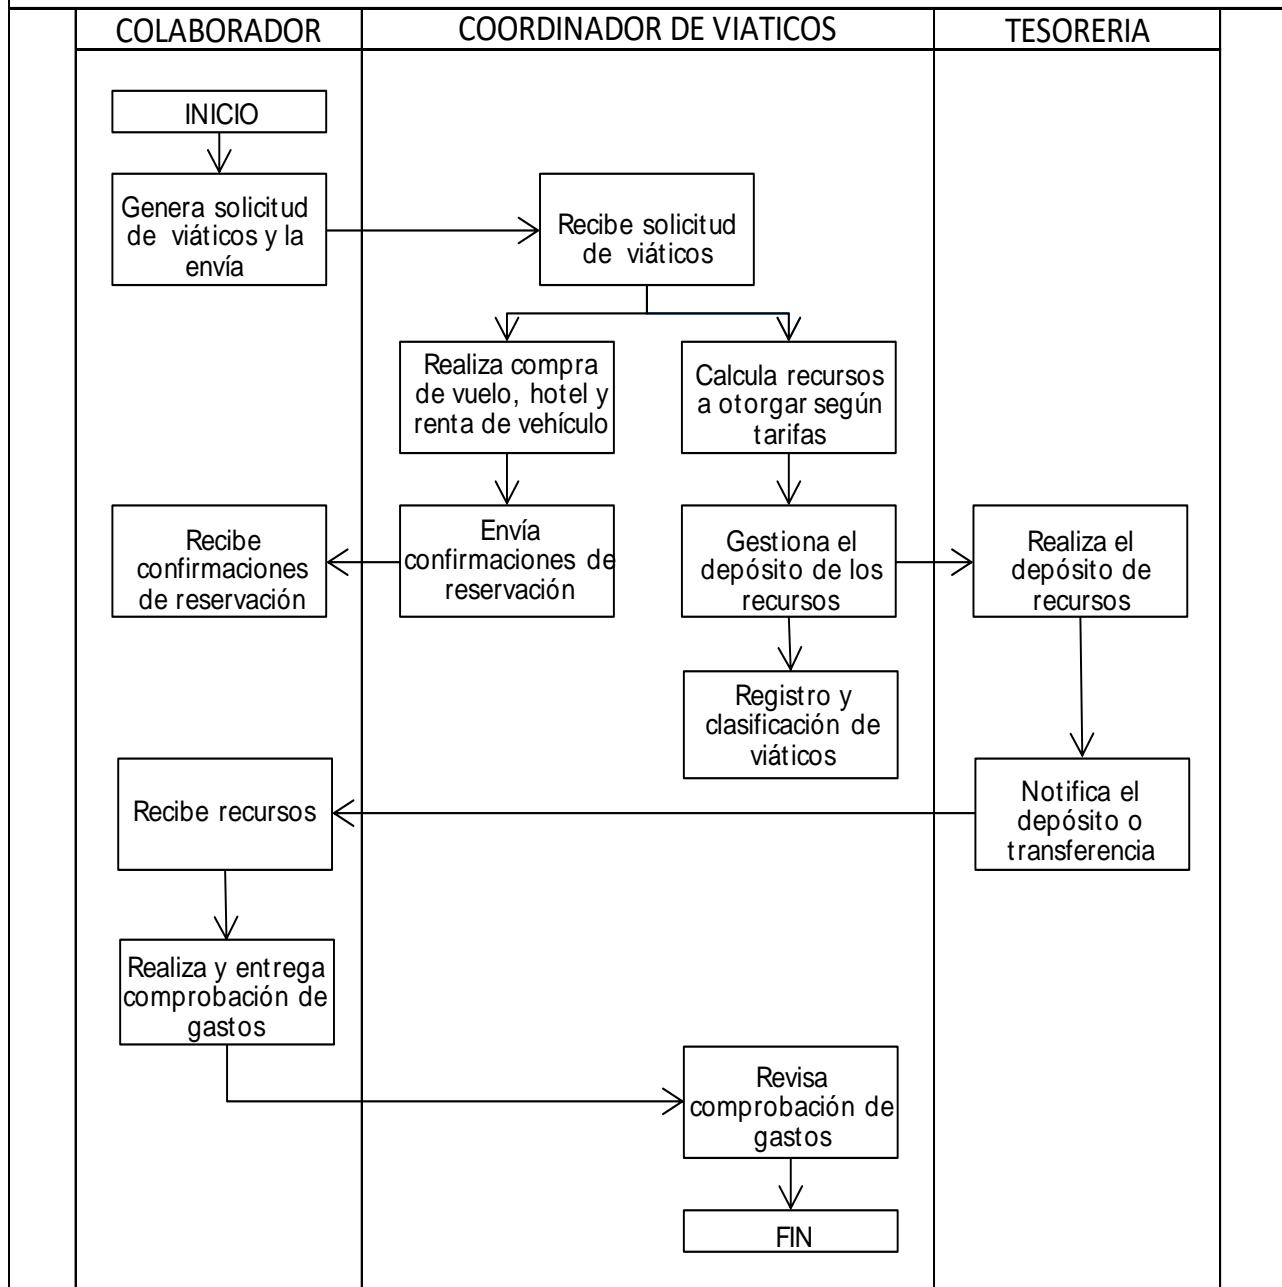 COLABORADOR
COORDINADOR DE VIATICOS
TESORERIA
INICIO
Genera solicitud
de viáticos y la
envía
Recibe solicitud
de viáticos
Realiza compra
de vuelo, hotel y
renta de vehículo
Calcula recursos
a otorgar según
tarifas
Recibe
confirmaciones
de reservación
Envía
confirmaciones de
reservación
Gestiona el
depósito de los
recursos
Realiza el
depósito de
recursos
Registro y
clasificación de
viáticos
Recibe recursos
Notifica el
depósito o
transferencia
Realiza y entrega
comprobación de
gastos
Revisa
comprobación de
gastos
FIN